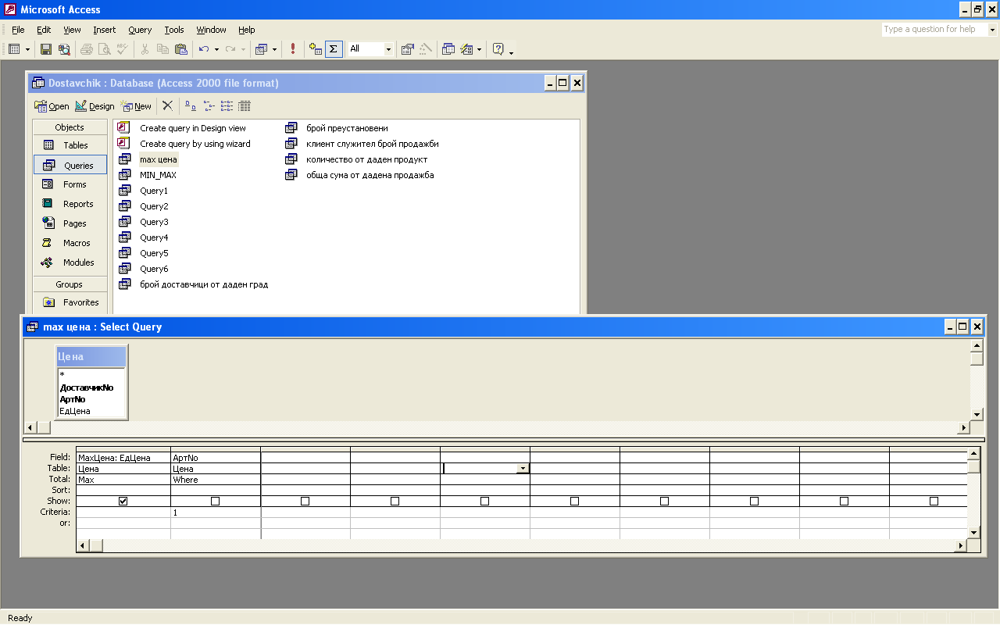 Microsoft Access
File Edit View Insert Query Tools Window Help
Type a question for help
All
Dostavchik : Database (Access 2000 file format)
Open Design New
Objects
Tables
Queries
Forms
Reports
Pages
Macros
Modules
Groups
Favorites
Create query in Design view
Create query by using wizard
max цена
MIN_MAX
Query1
Query2
Query3
Query4
Query5
Query6
брой доставчици от даден град
брой преустановени
клиент служител брой продажби
количество от даден продукт
обща сума от дадена продажба
max цена : Select Query
Цена
*
ДоставчикNo
АртNo
ЕдЦена
Field: MaxЦена: ЕдЦена АртNo
Table: Цена Цена
Total: Max Where
Sort:
Show:
Criteria: 1
or:
Ready